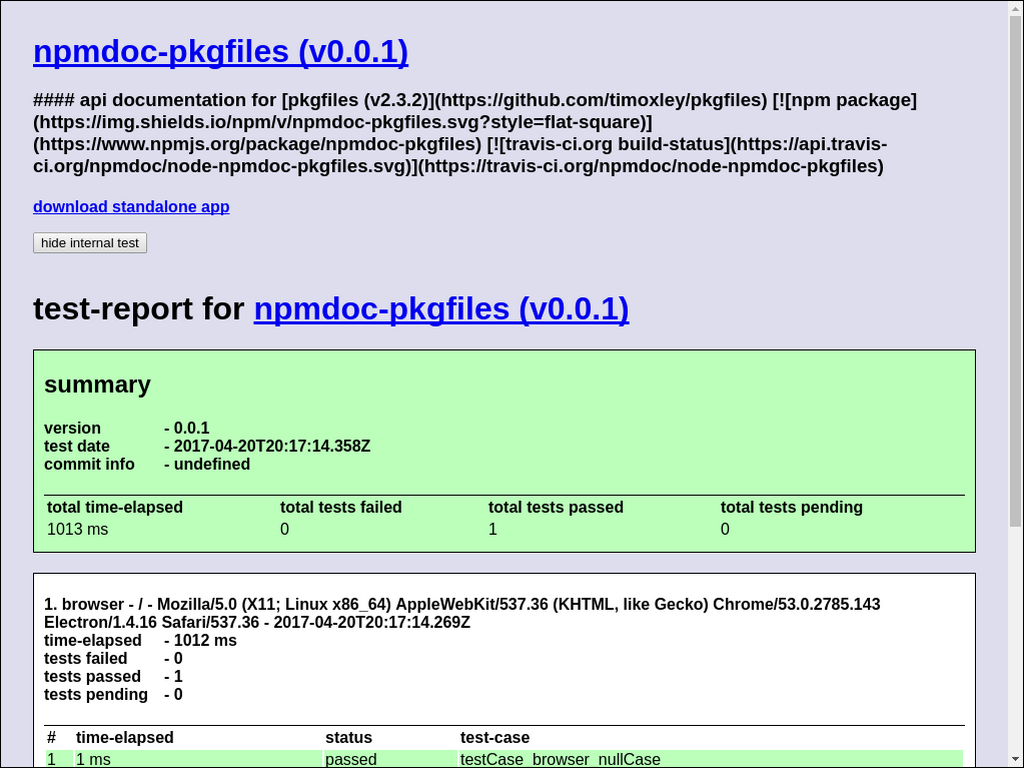 npmdoc-pkgfiles (v0.0.1)
#### api documentation for [pkgfiles (v2.3.2)](https://github.com/timoxley/pkgfiles) [![npm package]
(https://img.shields.io/npm/v/npmdoc-pkgfiles.svg?style=flat-square)]
(https://www.npmjs.org/package/npmdoc-pkgfiles) [![travis-ci.org build-status](https://api.travis-
ci.org/npmdoc/node-npmdoc-pkgfiles.svg)](https://travis-ci.org/npmdoc/node-npmdoc-pkgfiles)
download standalone app
hide internal test
test-report for npmdoc-pkgfiles (v0.0.1)
summary
version - 0.0.1
test date - 2017-04-20T20:17:14.358Z
commit info - undefined
total time-elapsed total tests failed total tests passed total tests pending
1013 ms 0 1 0
1. browser - / - Mozilla/5.0 (X11; Linux x86_64) AppleWebKit/537.36 (KHTML, like Gecko) Chrome/53.0.2785.143
Electron/1.4.16 Safari/537.36 - 2017-04-20T20:17:14.269Z
time-elapsed - 1012 ms
tests failed - 0
tests passed - 1
tests pending - 0
# time-elapsed status test-case
1 1 ms passed testCase_browser_nullCase